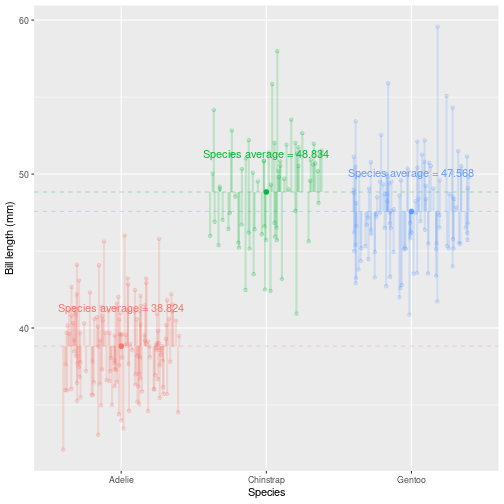 60
Species average = 48.834
50
Species average = 47.568
Bill length (mm)
Species average = 38.824
40
Adelie
Chinstrap
Gentoo
Species